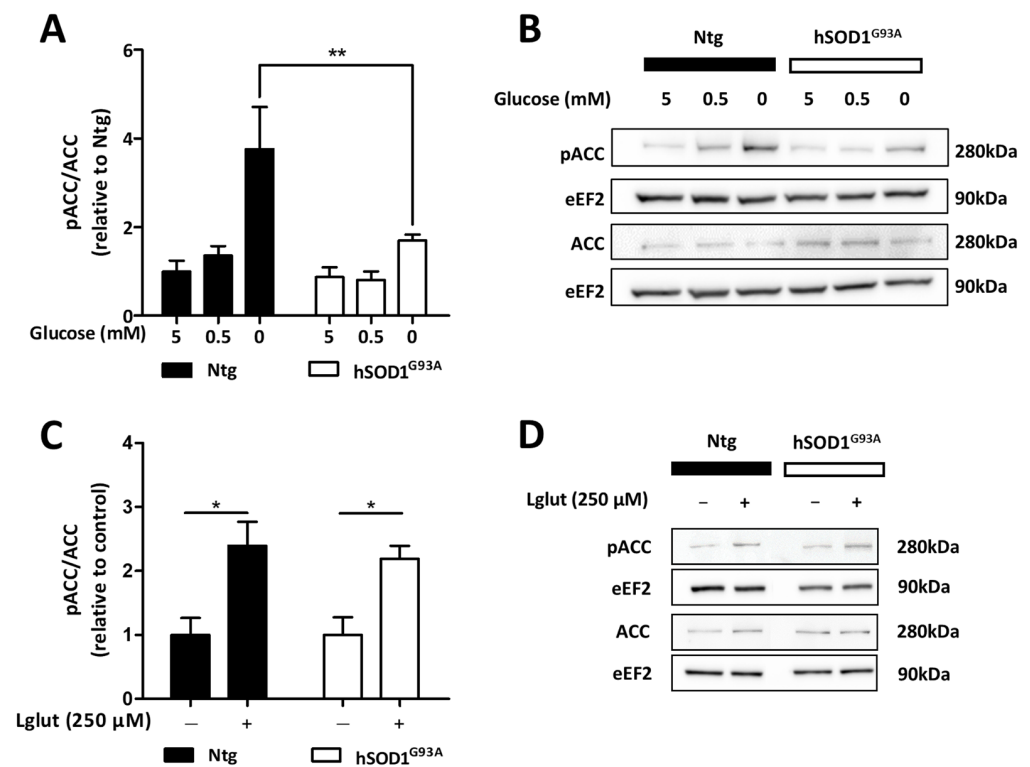 A
6
4
2
0
pACC/ACC
(relative to Ntg)
**
Glucose (mM) 5 0.5 0 5 0.5 0
Ntg hSOD1G93A
B
Ntg hSOD1G93A
Glucose (mM) 5 0.5 0 5 0.5 0
pACC 280kDa
eEF2 90kDa
ACC 280kDa
eEF2 90kDa
C
4
3
2
1
0
pACC/ACC
(relative to control)
* *
Lglut (250 µM) – + – +
Ntg hSOD1G93A
D
Ntg hSOD1G93A
Lglut (250 µM) – + – +
pACC 280kDa
eEF2 90kDa
ACC 280kDa
eEF2 90kDa